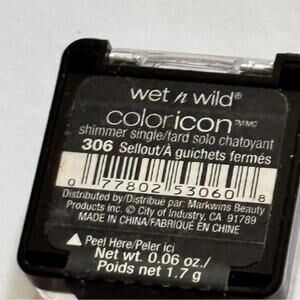 wet n wild®
coloricon™/MC
shimmer single/fard solo chatoyant
306 Sellout/À guichets fermés
0 77802 53060 8
Distributed by/Distribué par: Markwins Beauty
Products Inc. © City of Industry, CA, 91789
MADE IN CHINA/FABRIQUÉ EN CHINE
Peel Here/Peler ici
Net wt. 0.06 oz./
Poids net 1.7 g